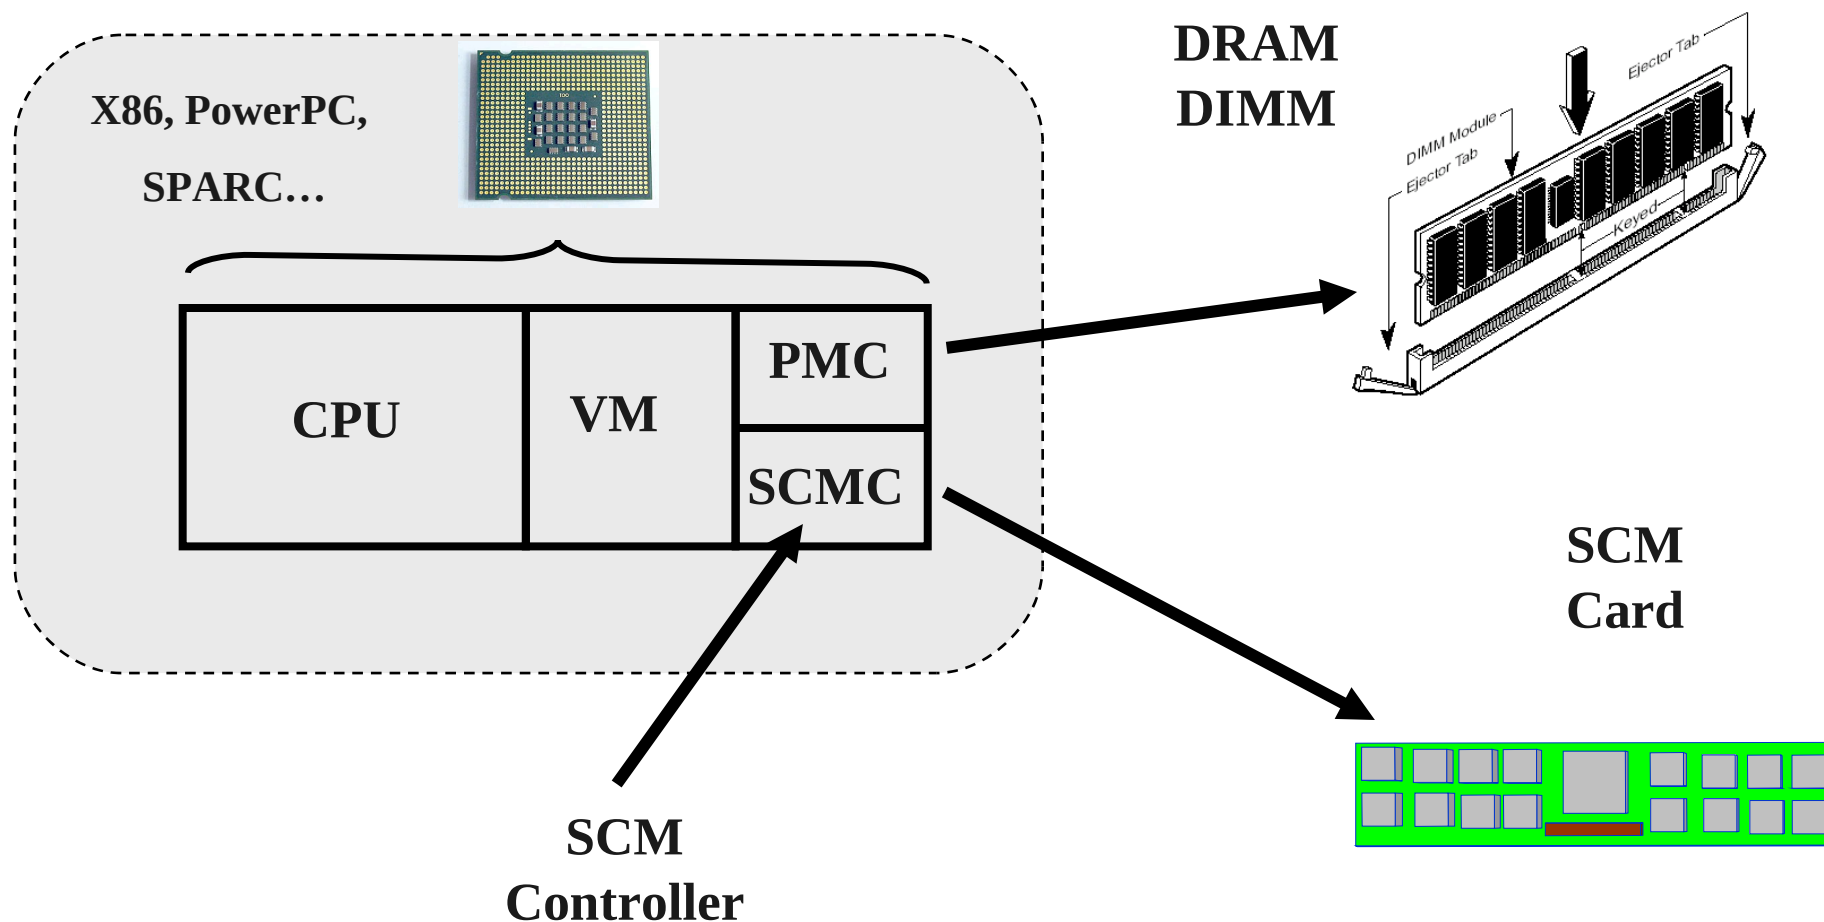 X86, PowerPC,
SPARC…
DRAM
DIMM
Ejector Tab
DIMM Module
Ejector Tab
Keyed
CPU
VM
PMC
SCMC
SCM
Card
SCM
Controller